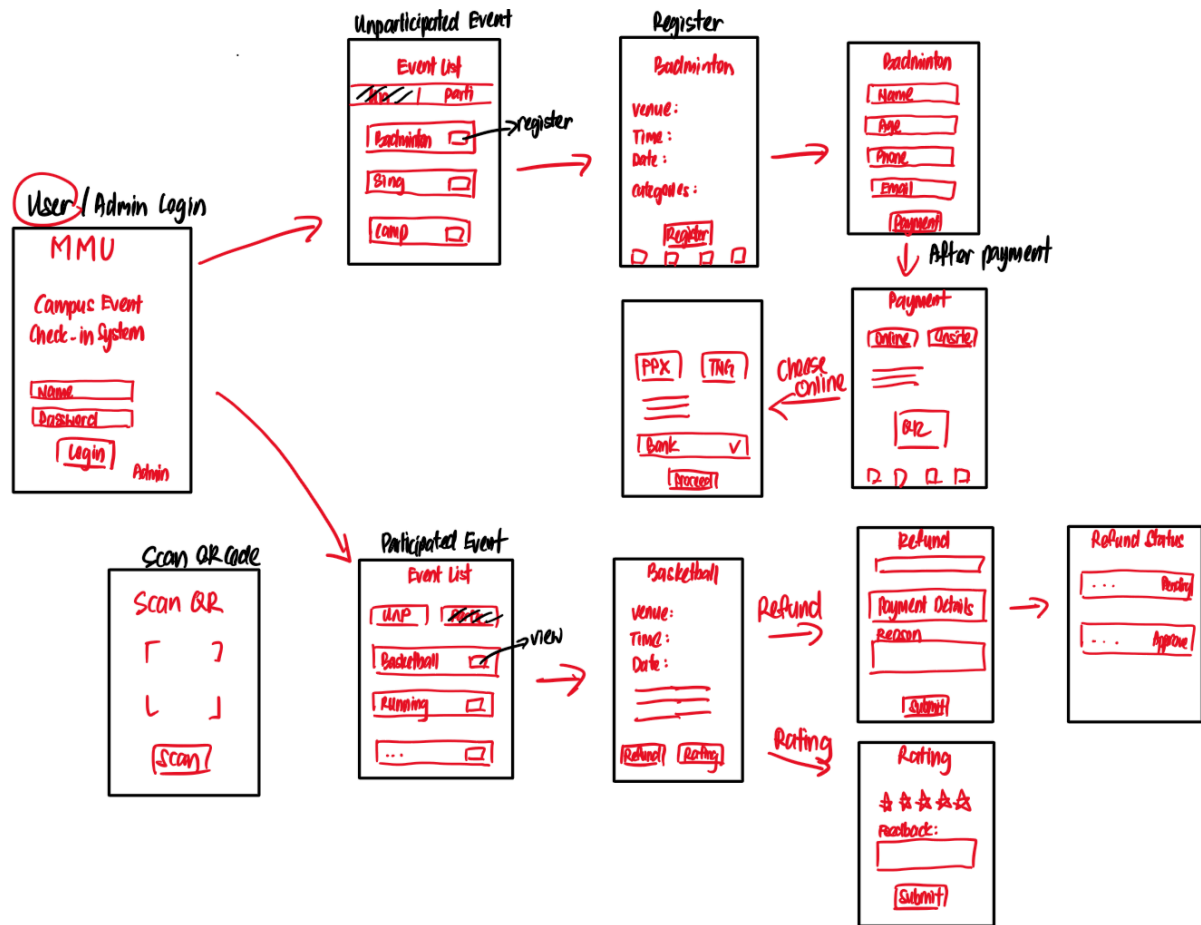 User / Admin Login
MMU
Campus Event
Check-in System
Name
Password
Login
Admin
Unparticipated Event
Event List
Parti
Badminton
register
Sing
Camp
Register
Badminton
Venue :
Time :
Date :
Categories :
Register
Badminton
Name
Age
Phone
Email
Payment
After payment
Payment
Online
Onsite
QR
Choose
Online
PPX
TNG
Bank
Proceed
Scan QR Code
Scan QR
Scan
Participated Event
Event List
UNP
Basketball
view
Running
...
Basketball
Venue :
Time :
Date :
Refund
Rating
Refund
Refund
Payment Details
Reason
Submit
Refund Status
... Pending
... Approve
Rating
Rating
Feedback :
Submit